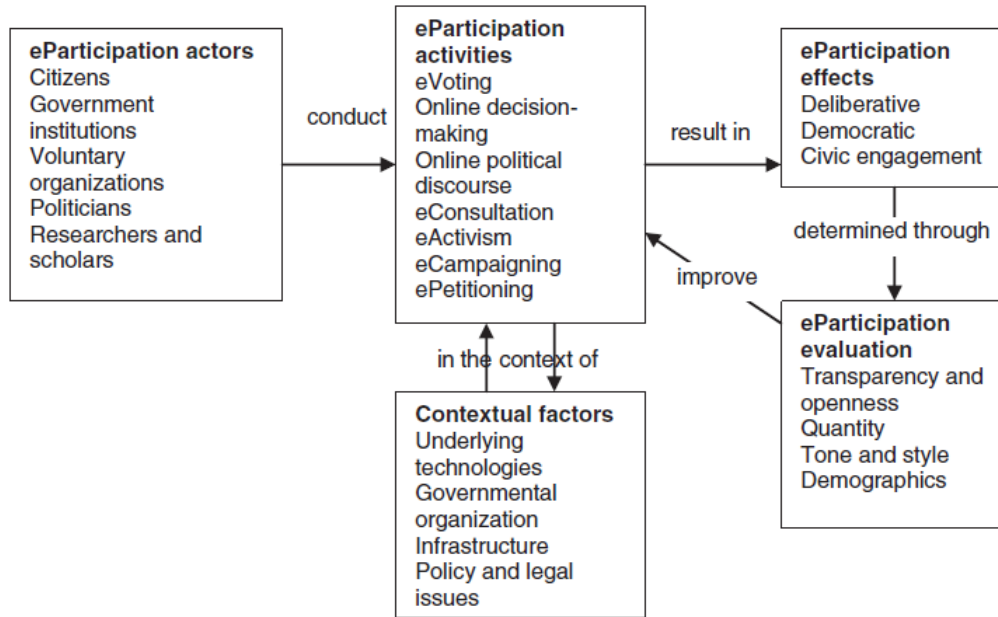 eParticipation actors
Citizens
Government
institutions
Voluntary
organizations
Politicians
Researchers and
scholars
conduct
eParticipation
activities
eVoting
Online decision-
making
Online political
discourse
eConsultation
eActivism
eCampaigning
ePetitioning
result in
eParticipation
effects
Deliberative
Democratic
Civic engagement
determined through
improve
eParticipation
evaluation
Transparency and
openness
Quantity
Tone and style
Demographics
in the context of
Contextual factors
Underlying
technologies
Governmental
organization
Infrastructure
Policy and legal
issues